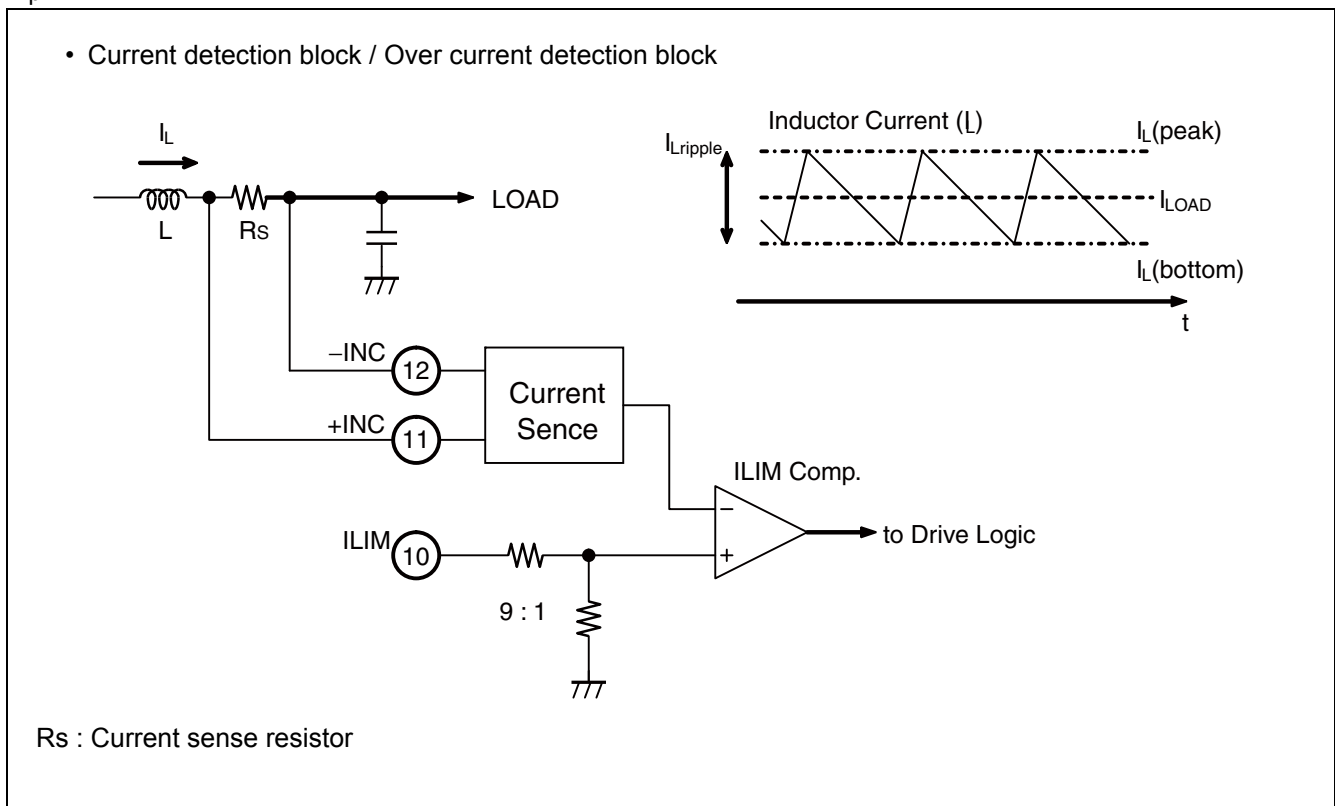 • Current detection block / Over current detection block
IL
L
Rs
LOAD
Inductor Current (IL)
ILripple
IL(peak)
ILOAD
IL(bottom)
t
−INC
12
+INC
11
Current
Sence
ILIM Comp.
−
+
to Drive Logic
ILIM
10
9 : 1
Rs : Current sense resistor